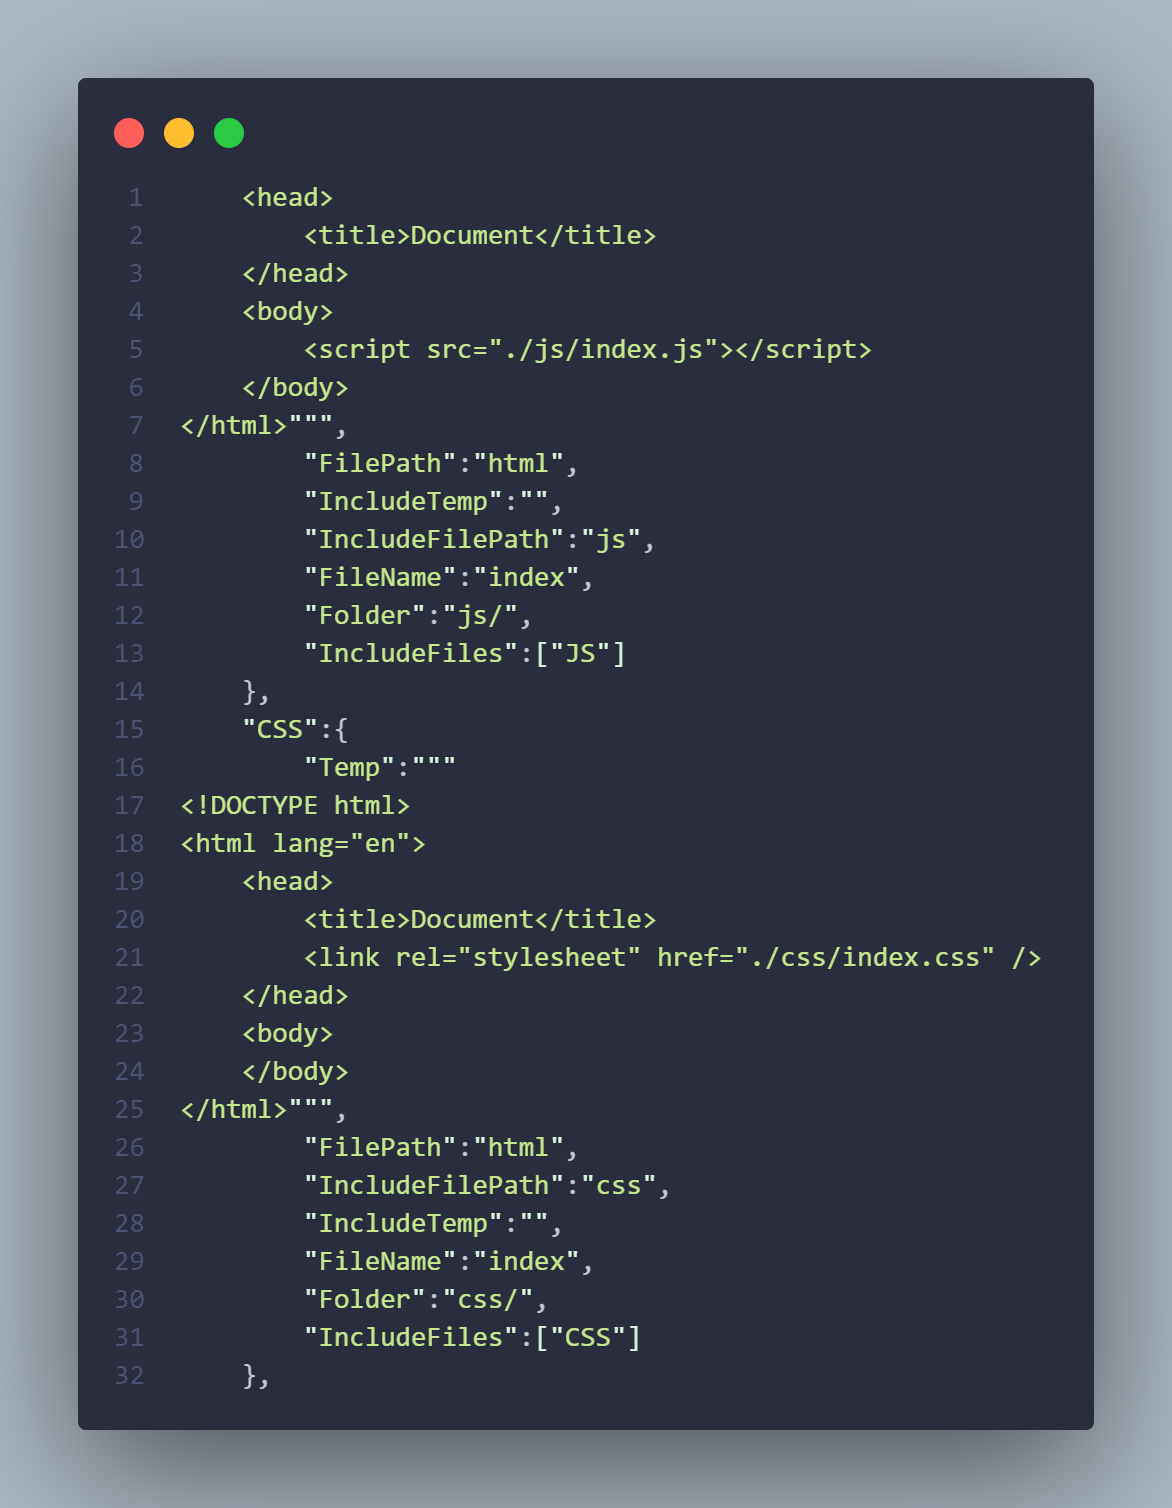 1 <head>
2 <title>Document</title>
3 </head>
4 <body>
5 <script src="./js/index.js"></script>
6 </body>
7 </html>""",
8 "FilePath":"html",
9 "IncludeTemp":"",
10 "IncludeFilePath":"js",
11 "FileName":"index",
12 "Folder":"js/",
13 "IncludeFiles":["JS"]
14 },
15 "CSS":{
16 "Temp":"""
17 <!DOCTYPE html>
18 <html lang="en">
19 <head>
20 <title>Document</title>
21 <link rel="stylesheet" href="./css/index.css" />
22 </head>
23 <body>
24 </body>
25 </html>""",
26 "FilePath":"html",
27 "IncludeFilePath":"css",
28 "IncludeTemp":"",
29 "FileName":"index",
30 "Folder":"css/",
31 "IncludeFiles":["CSS"]
32 },